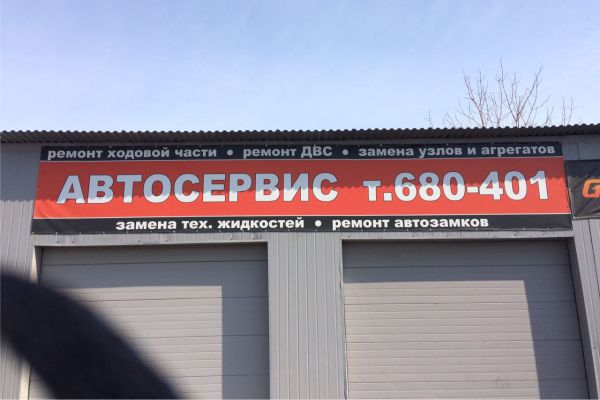 ремонт ходовой части • ремонт ДВС • замена узлов и агрегатов
АВТОСЕРВИС т.680-401
замена тех. жидкостей • ремонт автозамков
G